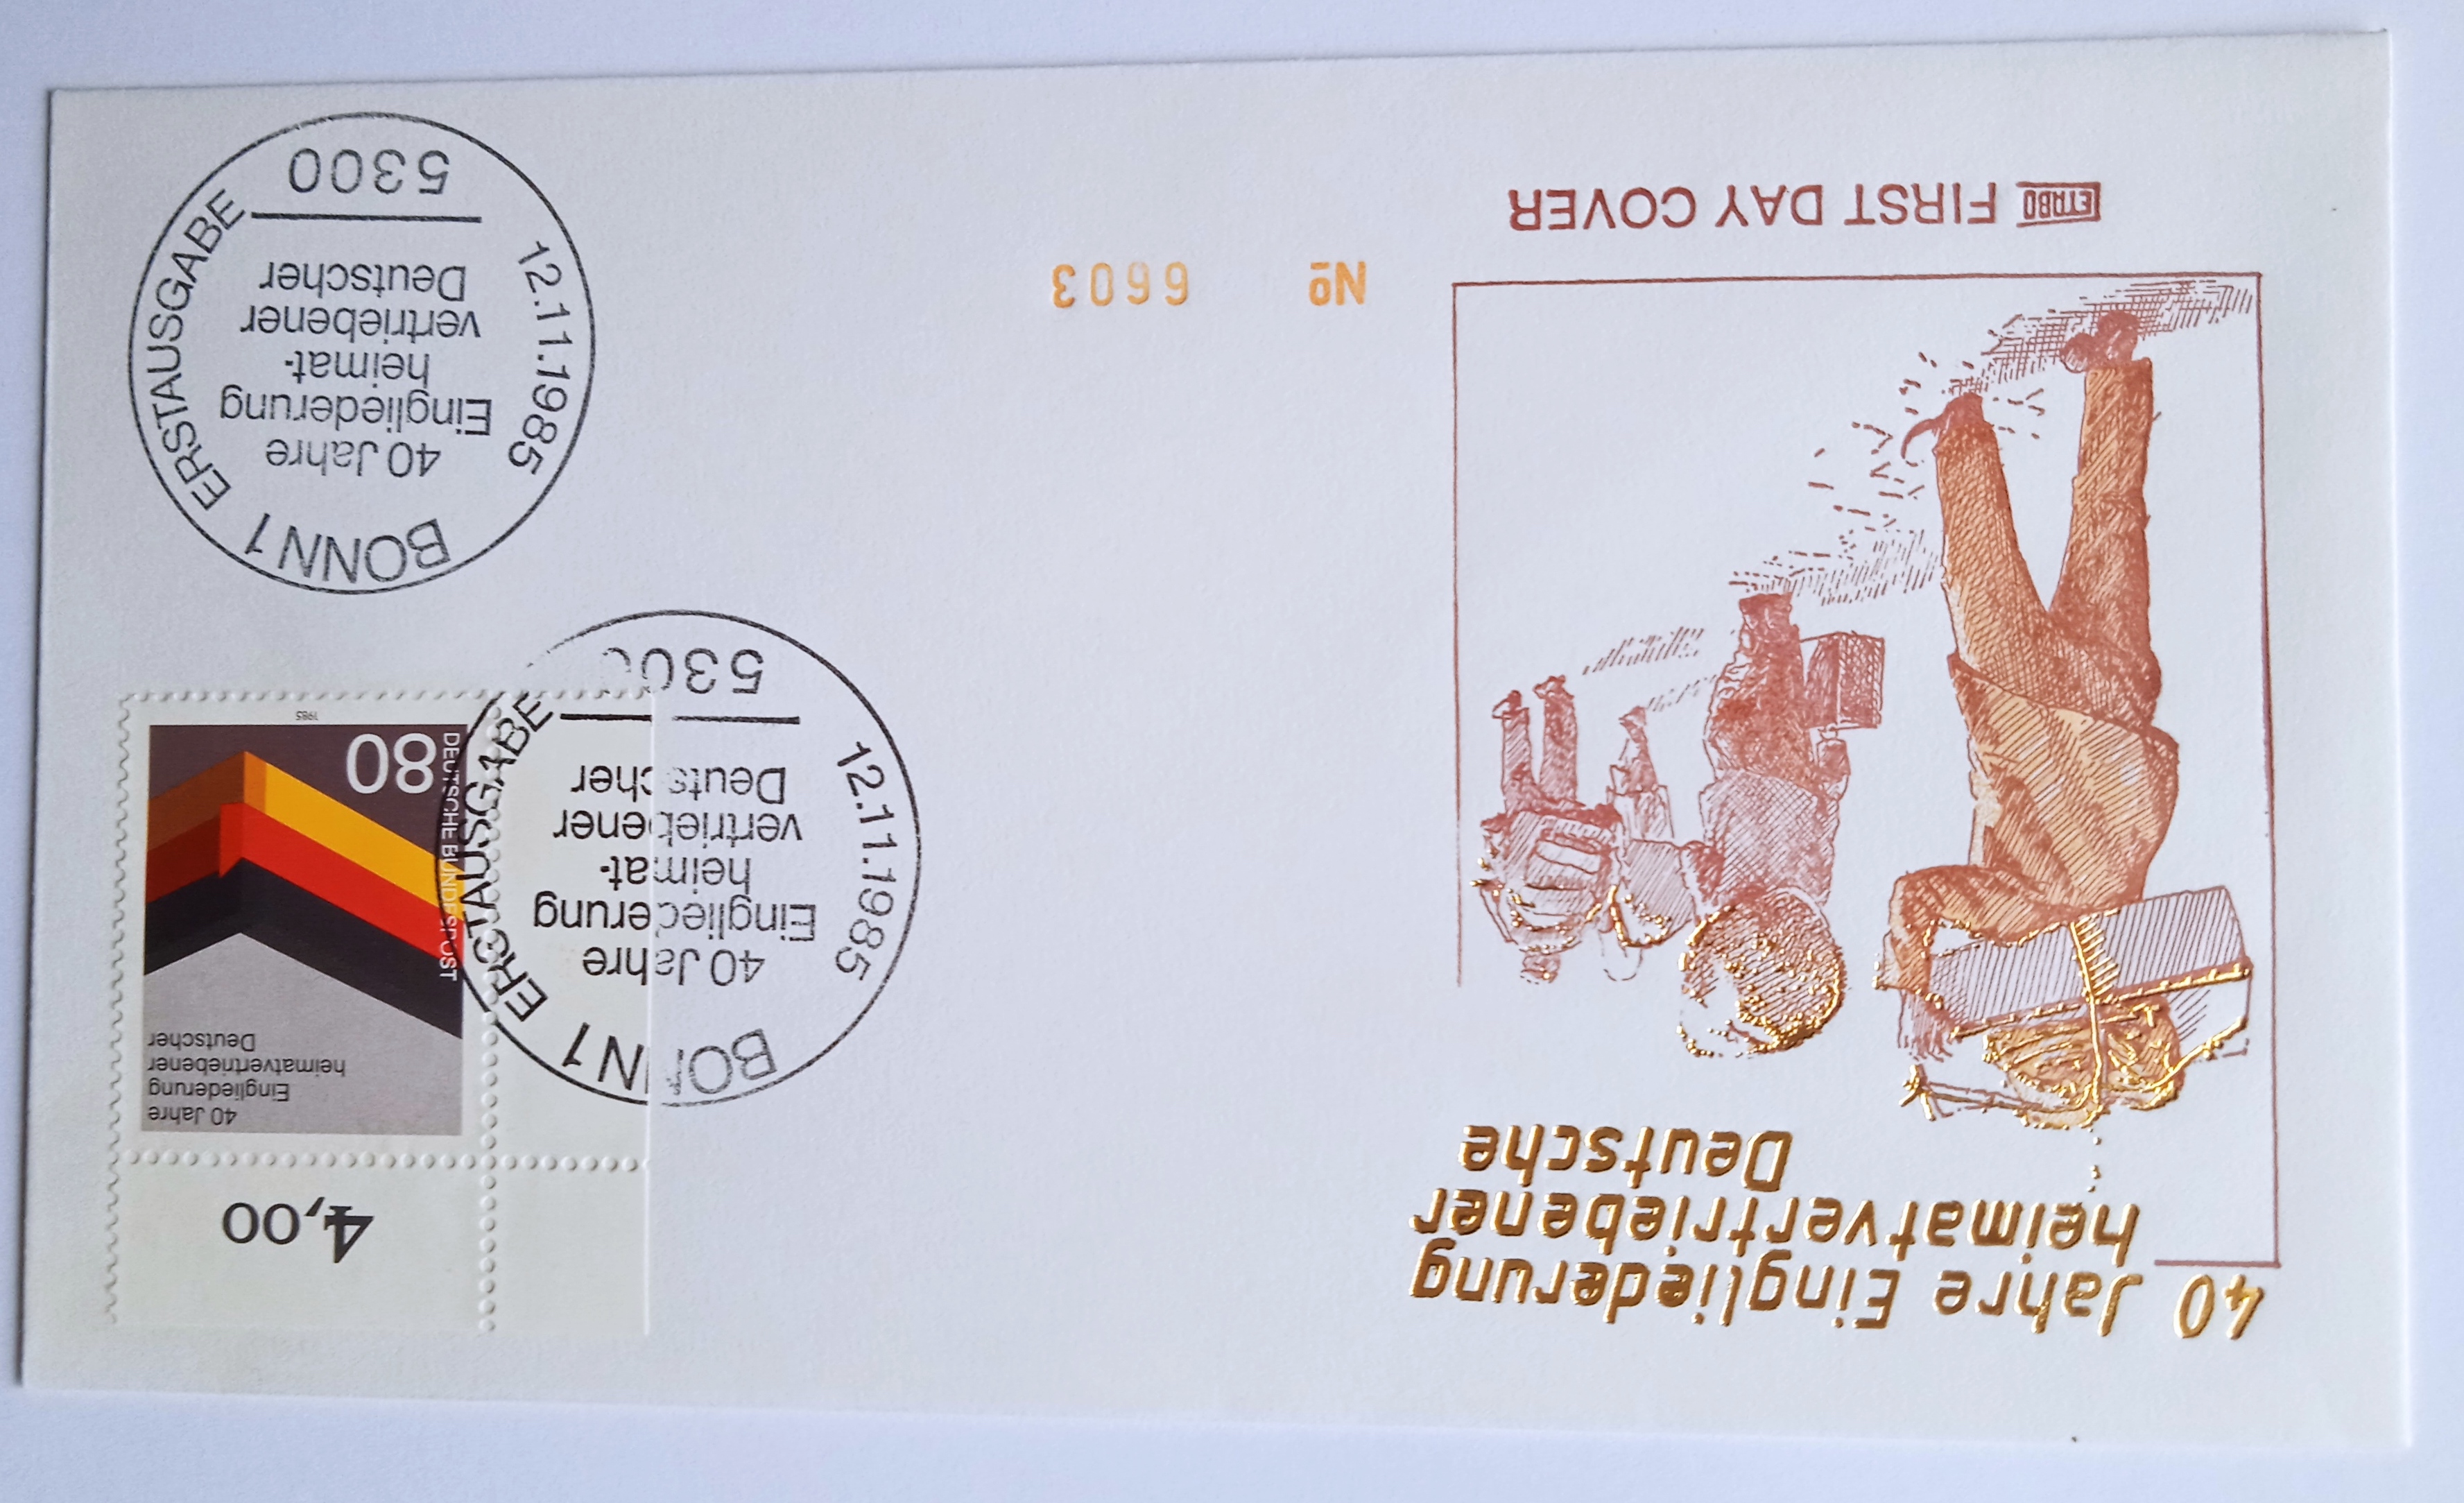 40 Jahre Eingliederung
heimatvertriebener
Deutsche
ETABO FIRST DAY COVER
No 6603
4,00
40 Jahre
Eingliederung
heimatvertriebener
Deutscher
DEUTSCHE BUNDESPOST
80
1985
BONN 1
ERSTAUSGABE
12.11.1985
40 Jahre
Eingliederung
heimat-
vertriebener
Deutscher
5300
BONN 1
ERSTAUSGABE
12.11.1985
40 Jahre
Eingliederung
heimat-
vertriebener
Deutscher
5300